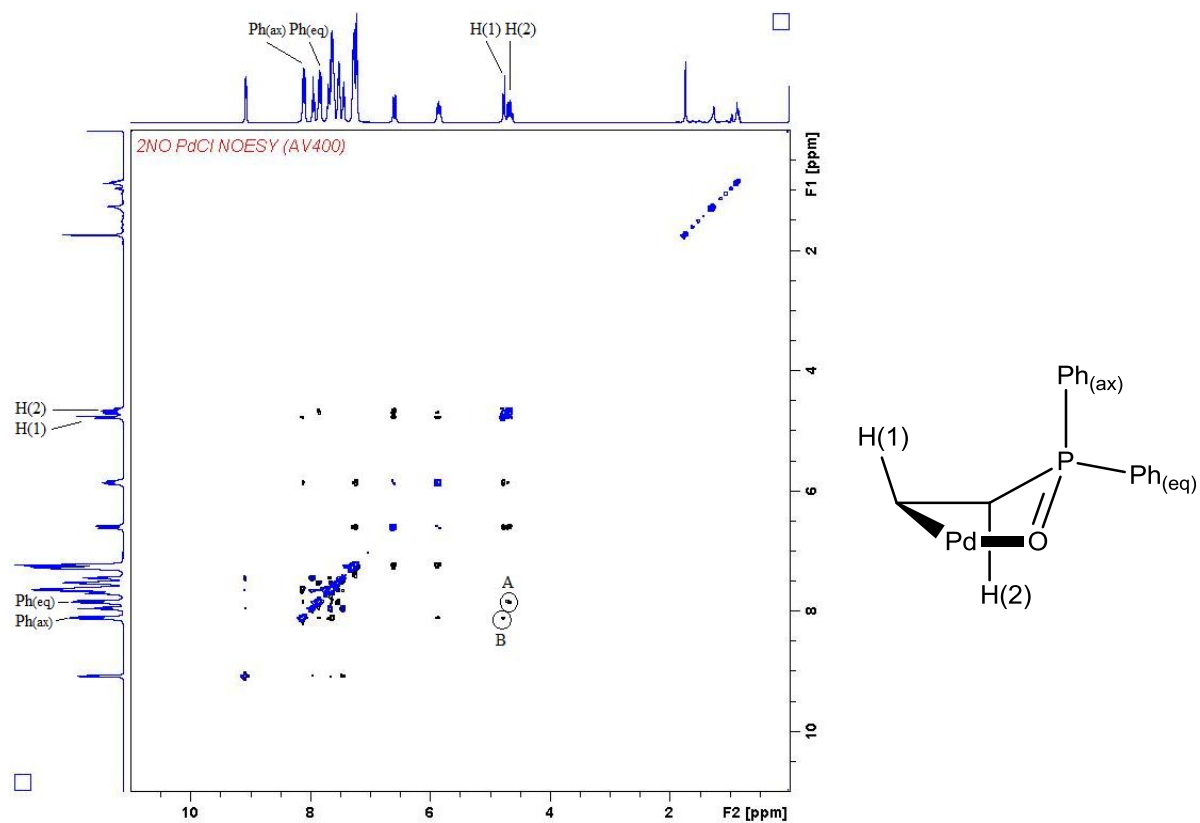 Ph(ax) Ph(eq)
H(1) H(2)
2NO PdCl NOESY (AV400)
F1 [ppm]
2
4
6
8
10
H(2)
H(1)
Ph(eq)
Ph(ax)
A
B
10
8
6
4
2
F2 [ppm]
Ph(ax)
H(1)
P
Ph(eq)
Pd
O
H(2)